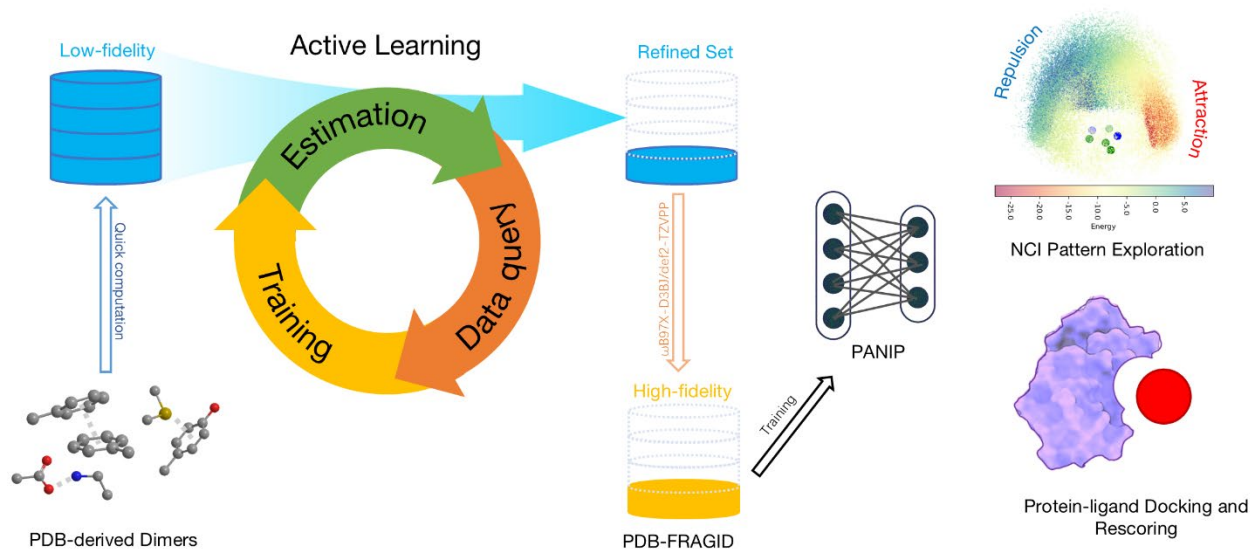 Low-fidelity
Active Learning
Refined Set
Estimation
Data query
Training
Quick computation
PDB-derived Dimers
ωB97X-D3BJ/def2-TZVPP
High-fidelity
PDB-FRAGID
Training
PANIP
Repulsion
Attraction
-25.0
-20.0
-15.0
-10.0
-5.0
0.0
5.0
Energy
NCI Pattern Exploration
Protein-ligand Docking and
Rescoring